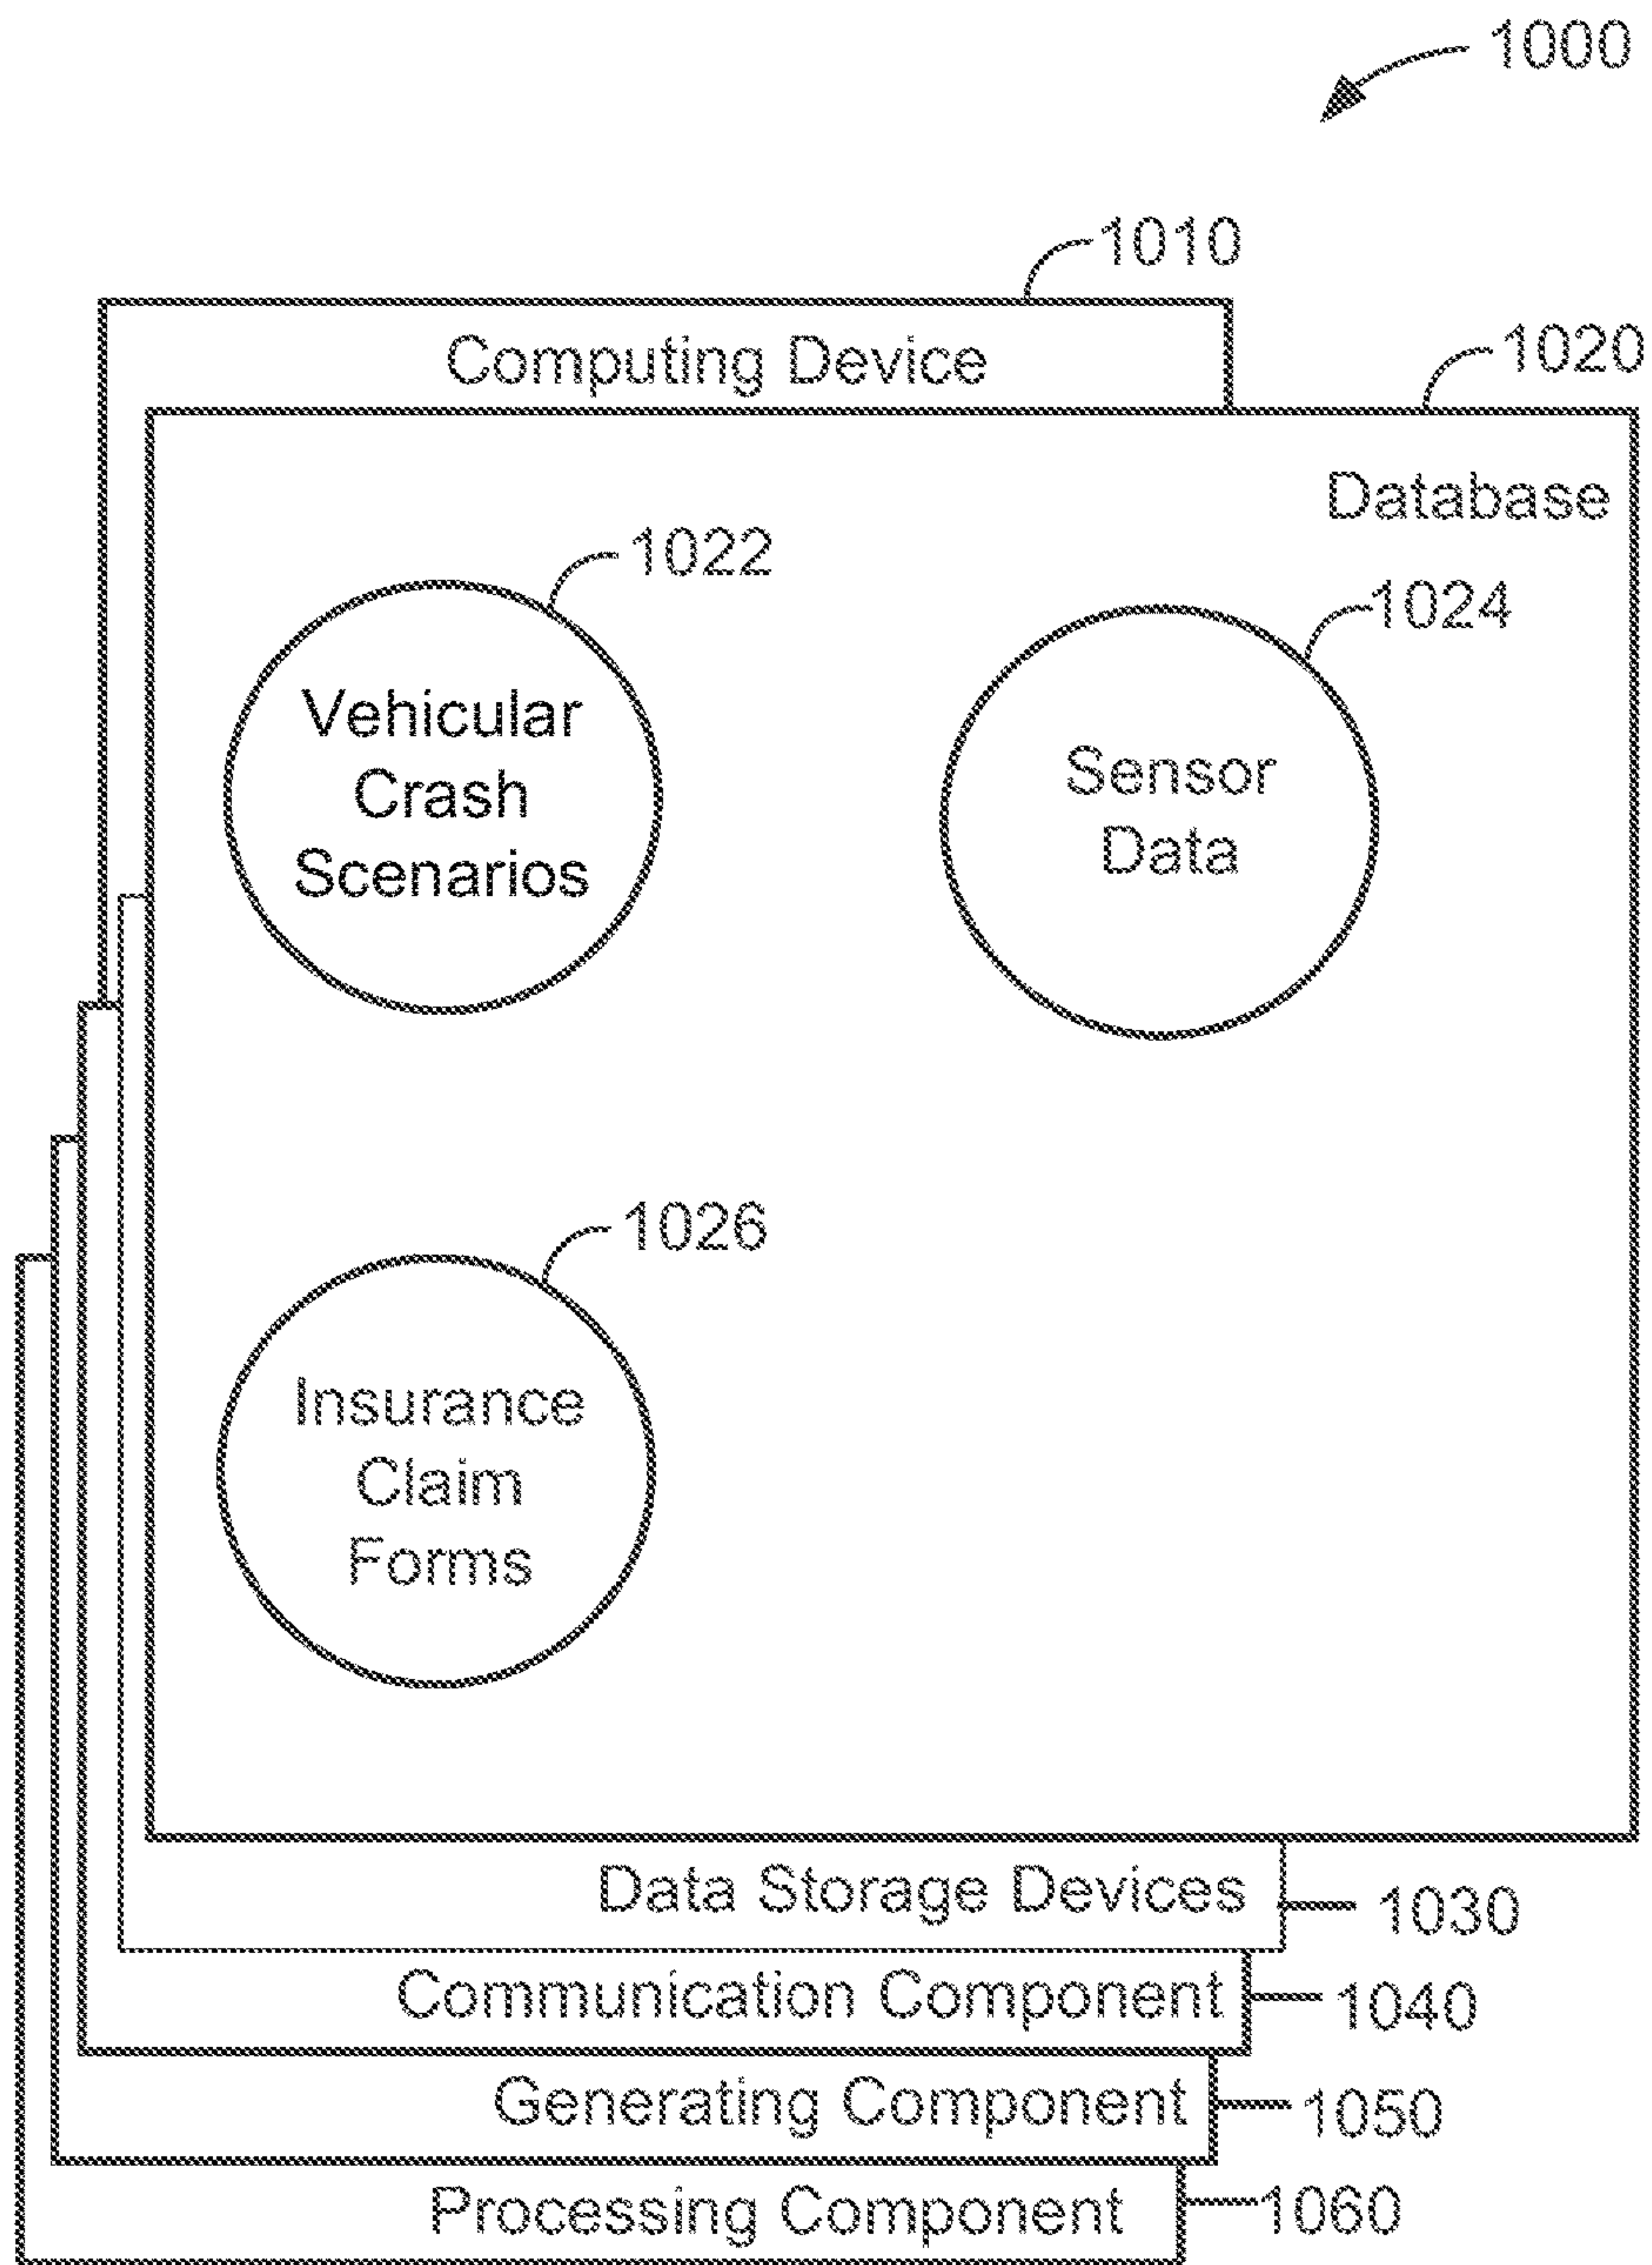 1000
1010
Computing Device
1020
Database
1022
1024
Vehicular
Crash
Scenarios
Sensor
Data
1026
Insurance
Claim
Forms
Data Storage Devices
1030
Communication Component
1040
Generating Component
1050
Processing Component
1060